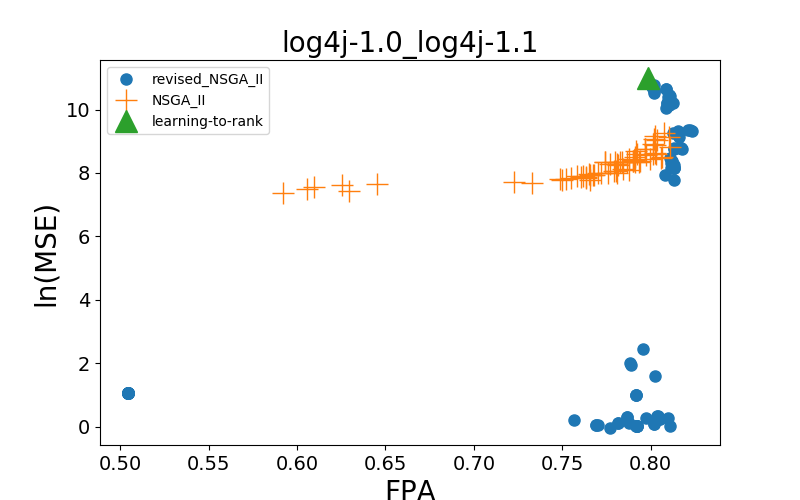 log4j-1.0_log4j-1.1
revised_NSGA_II
NSGA_II
learning-to-rank
ln(MSE)
10
8
6
4
2
0
0.50 0.55 0.60 0.65 0.70 0.75 0.80
FPA